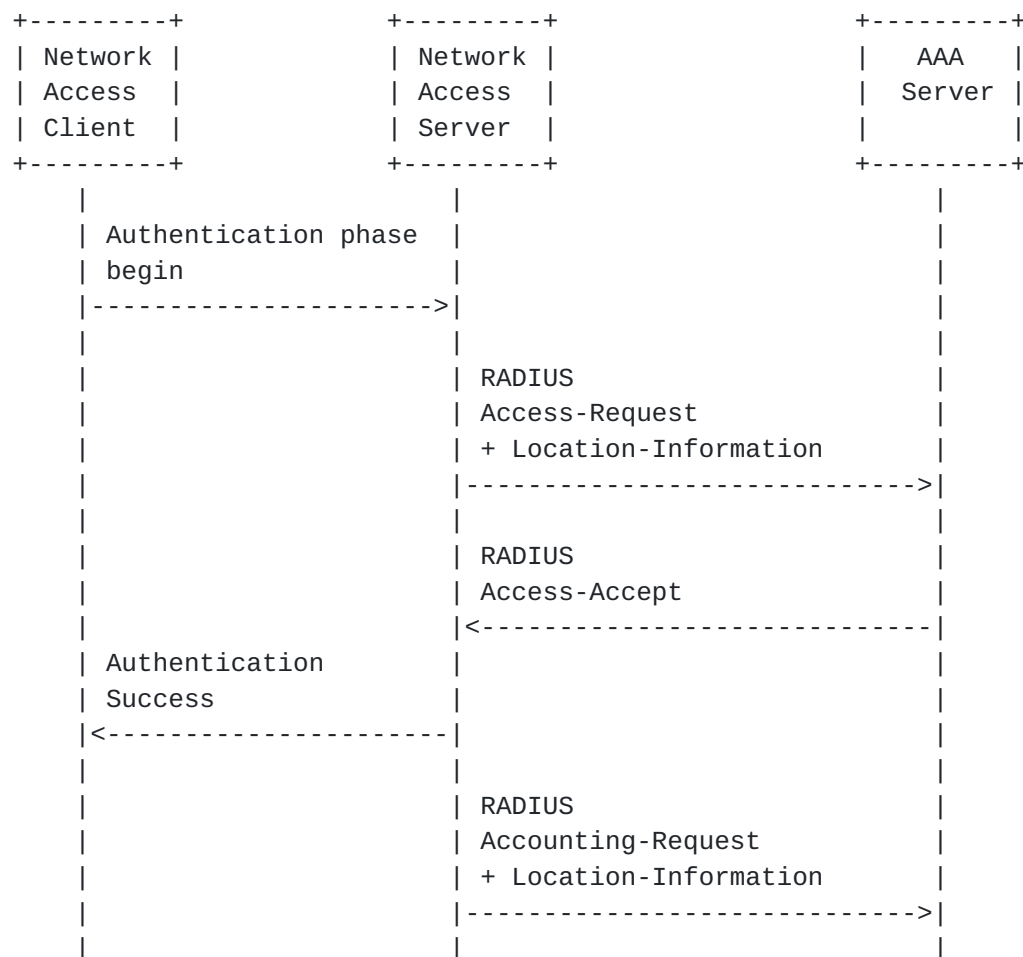 +---------+ +---------+ +---------+
| Network | | Network | | AAA |
| Access | | Access | | Server |
| Client | | Server | | |
+---------+ +---------+ +---------+
| | |
| Authentication phase | |
| begin | |
|---------------------->| |
| | |
| | RADIUS |
| | Access-Request |
| | + Location-Information |
| |----------------------------->|
| | |
| | RADIUS |
| | Access-Accept |
| |<-----------------------------|
| Authentication | |
| Success | |
|<----------------------| |
| | |
| | RADIUS |
| | Accounting-Request |
| | + Location-Information |
| |----------------------------->|
| | |